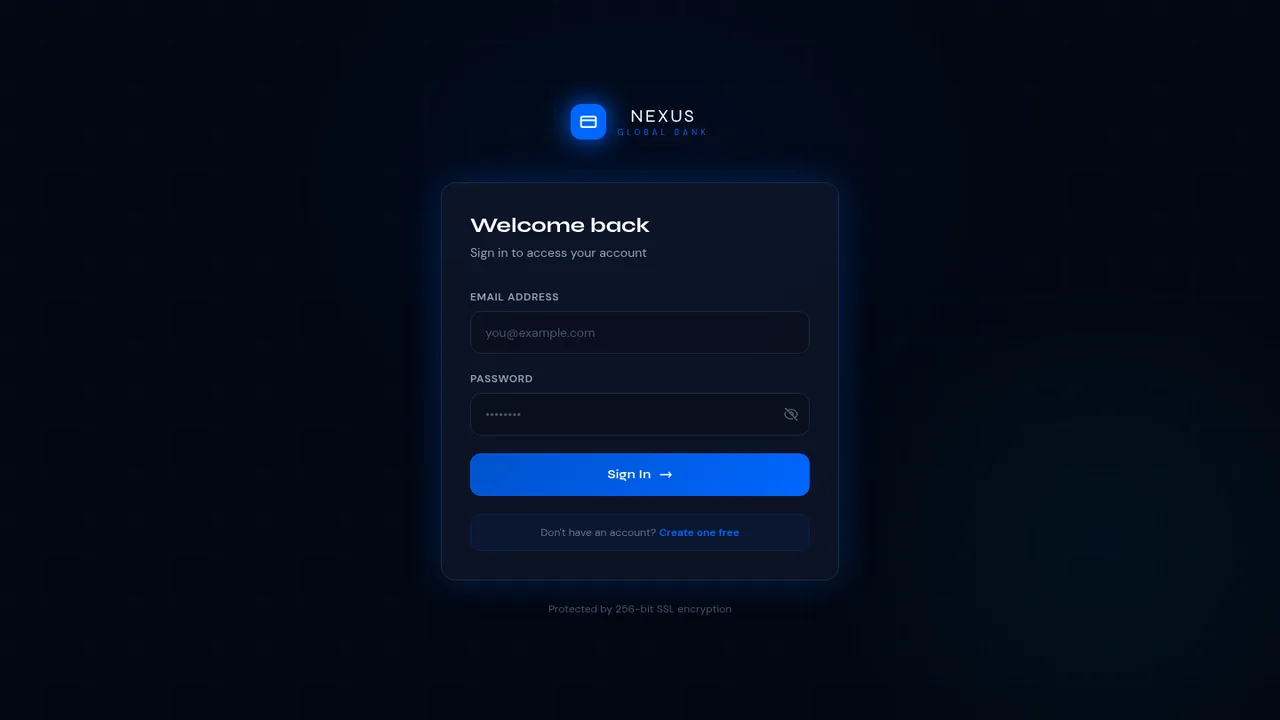 NEXUS
GLOBAL BANK
Welcome back
Sign in to access your account
EMAIL ADDRESS
you@example.com
PASSWORD
••••••••
Sign In →
Don't have an account? Create one free
Protected by 256-bit SSL encryption